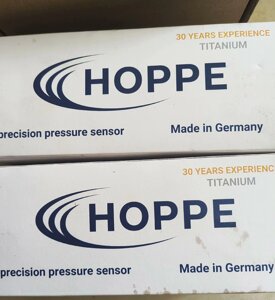 30 YEARS EXPERIENCE
TITANIUM
HOPPE
precision pressure sensor Made in Germany
30 YEARS EXPERIENCE
TITANIUM
HOPPE
precision pressure sensor Made in Germany